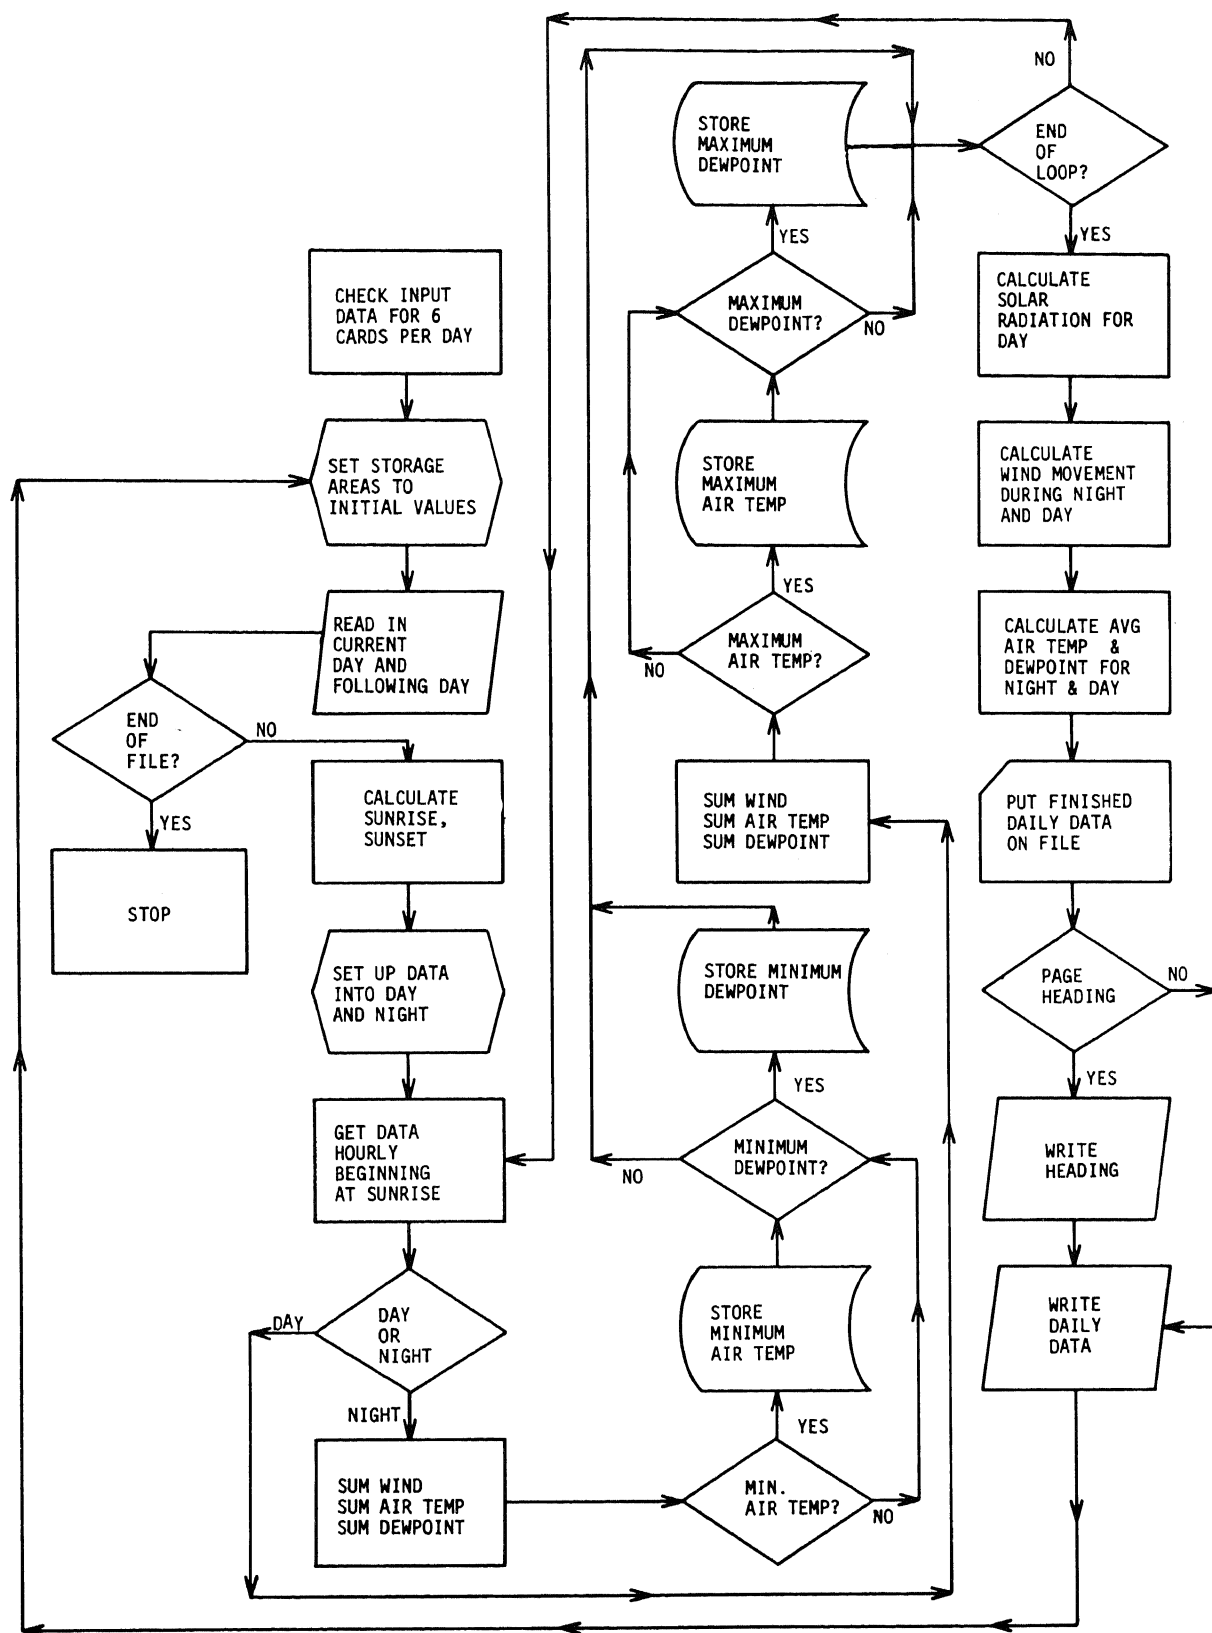 CHECK INPUT
DATA FOR 6
CARDS PER DAY
SET STORAGE
AREAS TO
INITIAL VALUES
READ IN
CURRENT
DAY AND
FOLLOWING DAY
END
OF
FILE?
NO
YES
STOP
CALCULATE
SUNRISE,
SUNSET
SET UP DATA
INTO DAY
AND NIGHT
GET DATA
HOURLY
BEGINNING
AT SUNRISE
DAY
OR
NIGHT
DAY
NIGHT
SUM WIND
SUM AIR TEMP
SUM DEWPOINT
STORE
MAXIMUM
DEWPOINT
YES
MAXIMUM
DEWPOINT?
NO
STORE
MAXIMUM
AIR TEMP
YES
MAXIMUM
AIR TEMP?
NO
SUM WIND
SUM AIR TEMP
SUM DEWPOINT
STORE MINIMUM
DEWPOINT
YES
MINIMUM
DEWPOINT?
NO
STORE
MINIMUM
AIR TEMP
YES
MIN.
AIR TEMP?
NO
NO
END
OF
LOOP?
YES
CALCULATE
SOLAR
RADIATION FOR
DAY
CALCULATE
WIND MOVEMENT
DURING NIGHT
AND DAY
CALCULATE AVG
AIR TEMP &
DEWPOINT FOR
NIGHT & DAY
PUT FINISHED
DAILY DATA
ON FILE
PAGE
HEADING
NO
YES
WRITE
HEADING
WRITE
DAILY
DATA